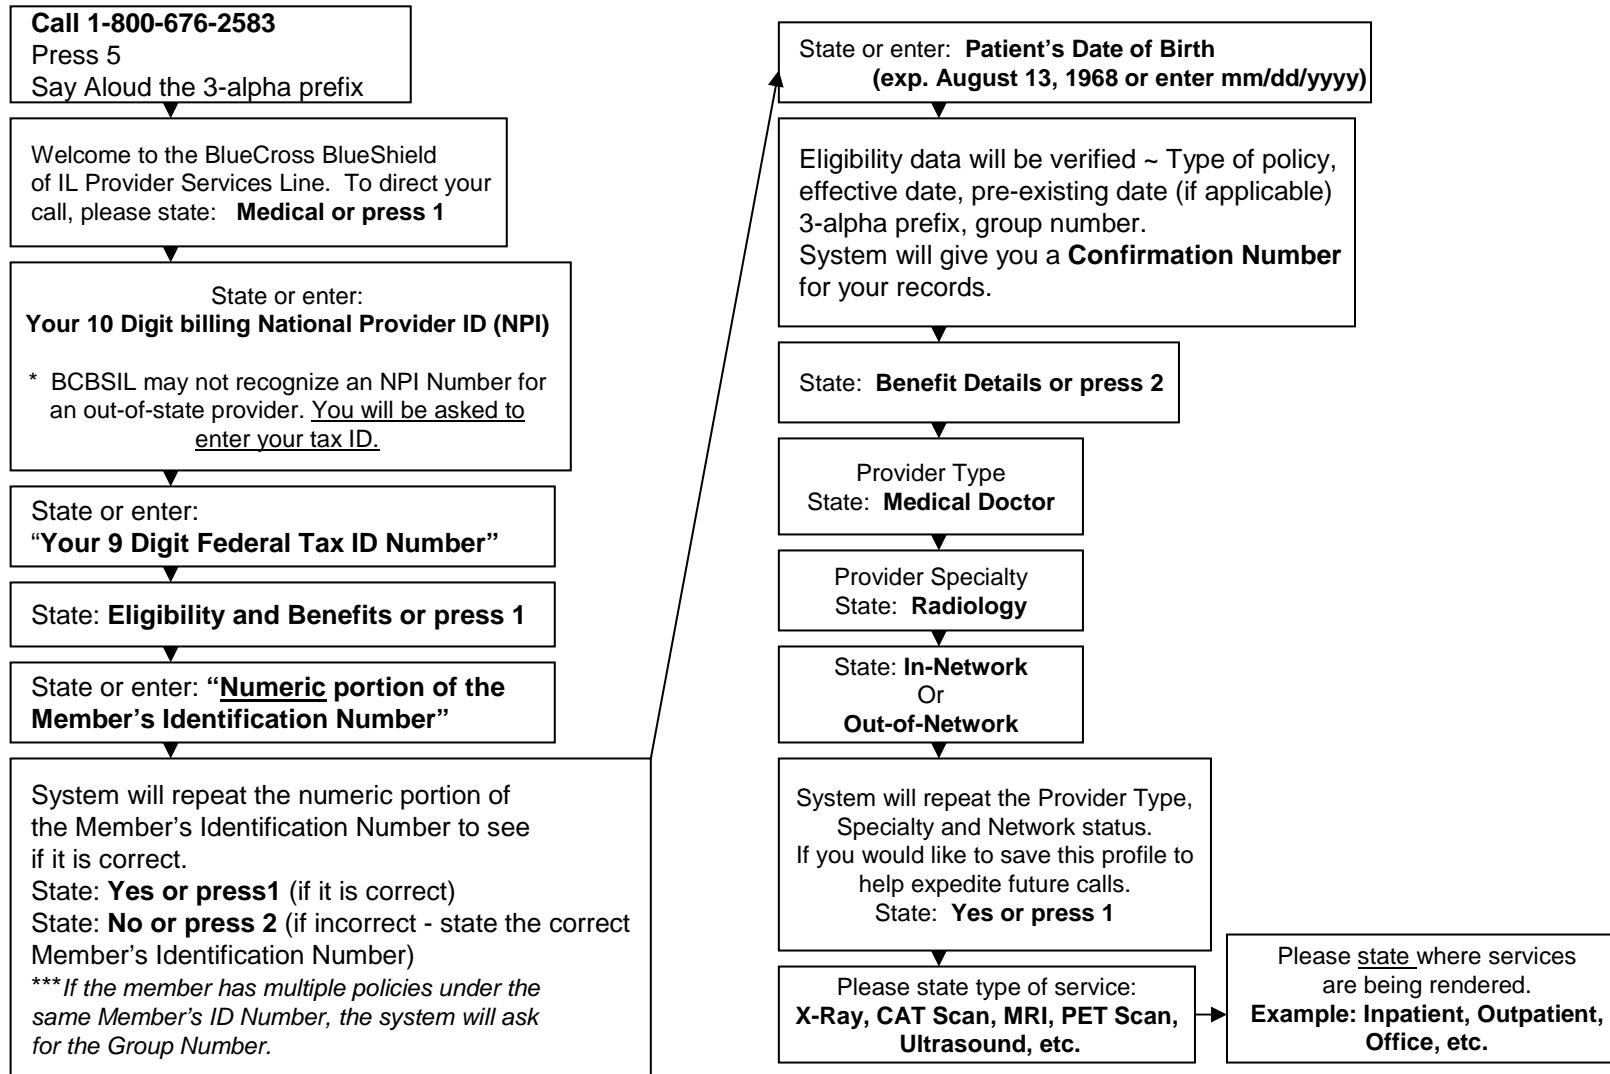 Call 1-800-676-2583
Press 5
Say Aloud the 3-alpha prefix
Welcome to the BlueCross BlueShield
of IL Provider Services Line. To direct your
call, please state: Medical or press 1
State or enter:
Your 10 Digit billing National Provider ID (NPI)
* BCBSIL may not recognize an NPI Number for
an out-of-state provider. You will be asked to
enter your tax ID.
State or enter:
“Your 9 Digit Federal Tax ID Number”
State: Eligibility and Benefits or press 1
State or enter: “Numeric portion of the
Member’s Identification Number”
System will repeat the numeric portion of
the Member’s Identification Number to see
if it is correct.
State: Yes or press1 (if it is correct)
State: No or press 2 (if incorrect - state the correct
Member’s Identification Number)
***If the member has multiple policies under the
same Member’s ID Number, the system will ask
for the Group Number.
State or enter: Patient’s Date of Birth
(exp. August 13, 1968 or enter mm/dd/yyyy)
Eligibility data will be verified ~ Type of policy,
effective date, pre-existing date (if applicable)
3-alpha prefix, group number.
System will give you a Confirmation Number
for your records.
State: Benefit Details or press 2
Provider Type
State: Medical Doctor
Provider Specialty
State: Radiology
State: In-Network
Or
Out-of-Network
System will repeat the Provider Type,
Specialty and Network status.
If you would like to save this profile to
help expedite future calls.
State: Yes or press 1
Please state type of service:
X-Ray, CAT Scan, MRI, PET Scan,
Ultrasound, etc.
Please state where services
are being rendered.
Example: Inpatient, Outpatient,
Office, etc.